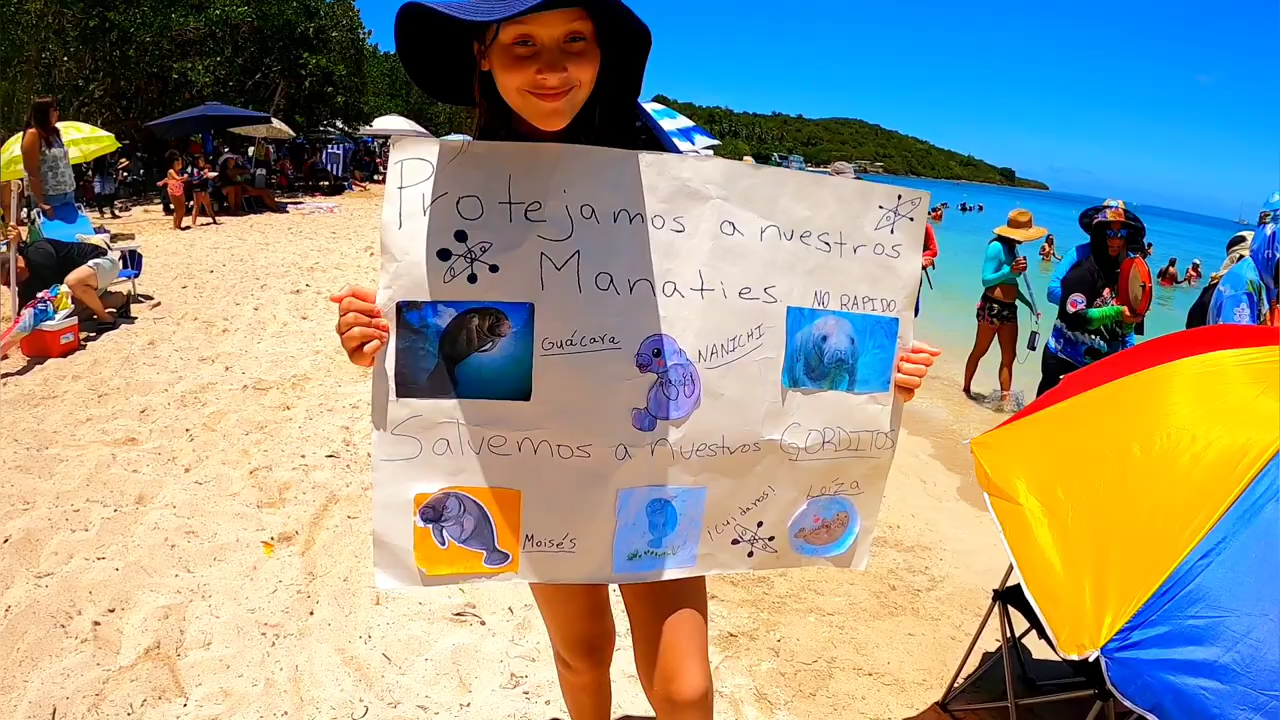 Protejamos a nuestros
Manaties
NO RAPIDO
Guácara
NANICHI
Salvemos a nuestros GORDITOS
Moisés
¡Cuidanos!
Loíza